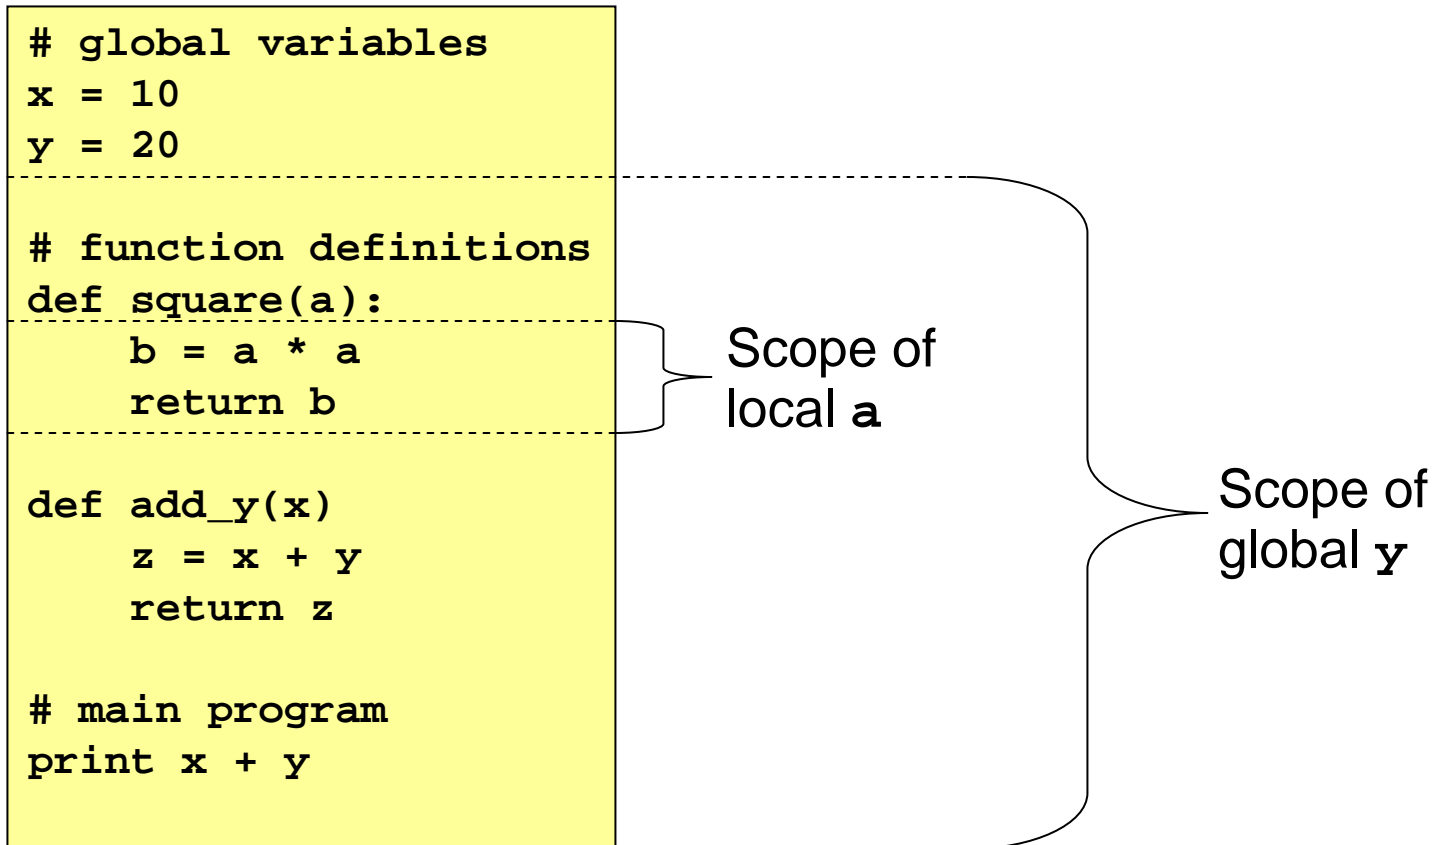 # global variables
x = 10
y = 20
# function definitions
def square(a):
    b = a * a
    return b
def add_y(x)
    z = x + y
    return z
# main program
print x + y
Scope of
local a
Scope of
global y